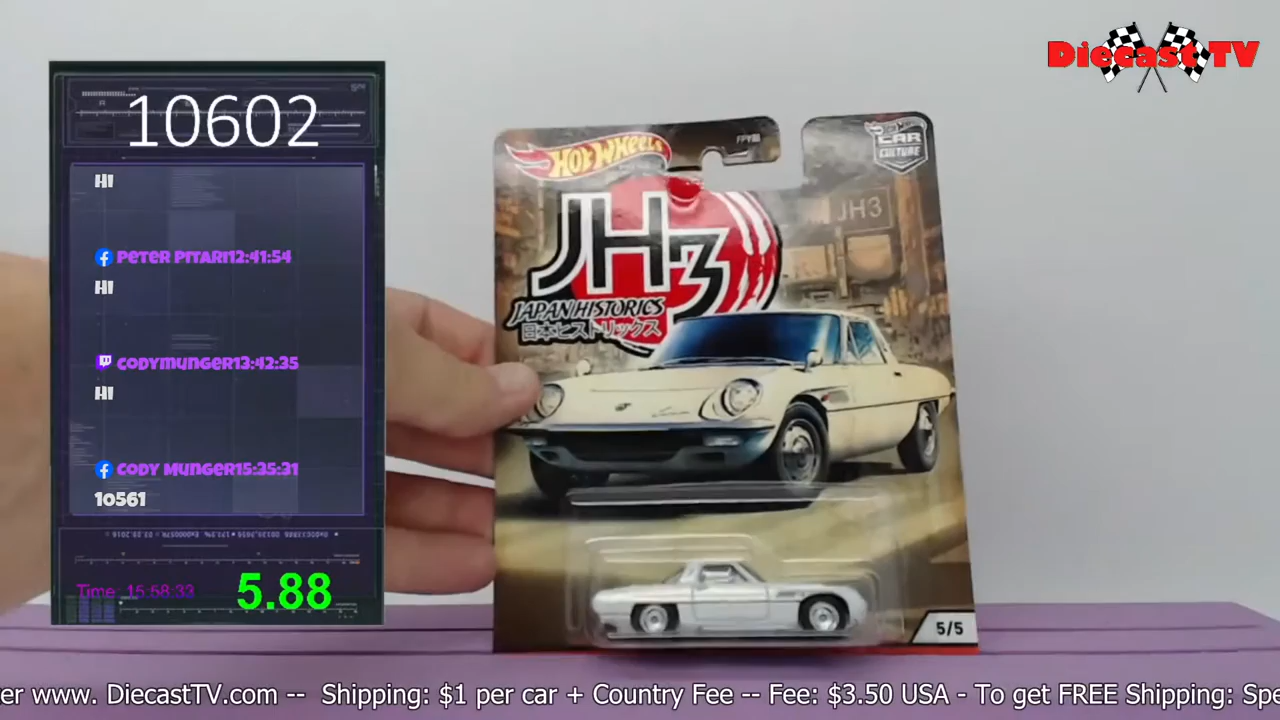 Diecast TV
10602
HI
PETER PITARI12:41:54
HI
CODYMUNGER13:42:35
HI
CODY MUNGER15:35:31
10561
Time: 15:58:33
5.88
HOT WHEELS
HOT WHEELS
CAR
CULTURE
JH3
JH3
JAPAN HISTORICS
日本ヒストリックス
5/5
er www. DiecastTV.com -- Shipping: $1 per car + Country Fee -- Fee: $3.50 USA - To get FREE Shipping: Spe